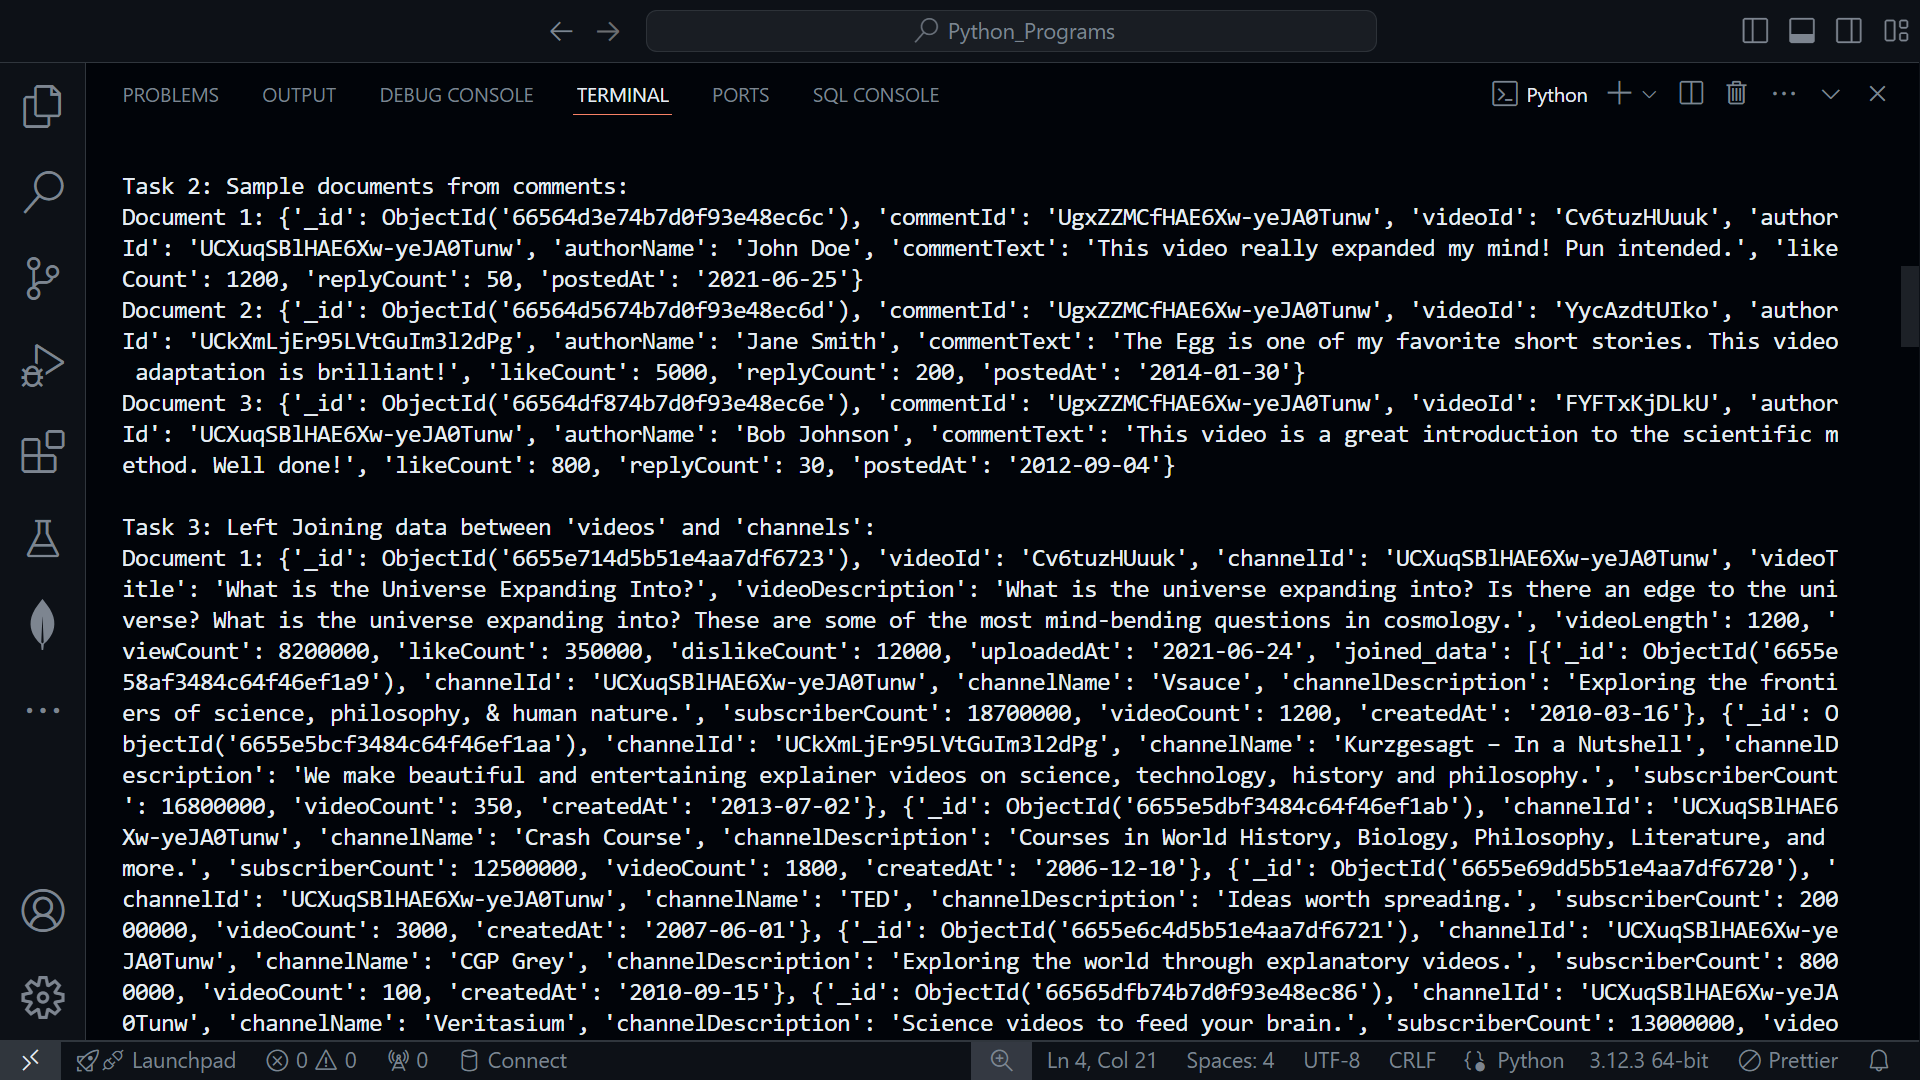 Python_Programs
PROBLEMS OUTPUT DEBUG CONSOLE TERMINAL PORTS SQL CONSOLE Python
Task 2: Sample documents from comments:
Document 1: {'_id': ObjectId('66564d3e74b7d0f93e48ec6c'), 'commentId': 'UgxZZMCfHAE6Xw-yeJA0Tunw', 'videoId': 'Cv6tuzHUuuk', 'author
Id': 'UCXuqSBlHAE6Xw-yeJA0Tunw', 'authorName': 'John Doe', 'commentText': 'This video really expanded my mind! Pun intended.', 'like
Count': 1200, 'replyCount': 50, 'postedAt': '2021-06-25'}
Document 2: {'_id': ObjectId('66564d5674b7d0f93e48ec6d'), 'commentId': 'UgxZZMCfHAE6Xw-yeJA0Tunw', 'videoId': 'YycAzdtUIko', 'author
Id': 'UCkXmLjEr95LVtGuIm3l2dPg', 'authorName': 'Jane Smith', 'commentText': 'The Egg is one of my favorite short stories. This video
adaptation is brilliant!', 'likeCount': 5000, 'replyCount': 200, 'postedAt': '2014-01-30'}
Document 3: {'_id': ObjectId('66564df874b7d0f93e48ec6e'), 'commentId': 'UgxZZMCfHAE6Xw-yeJA0Tunw', 'videoId': 'FYFTxKjDLkU', 'author
Id': 'UCXuqSBlHAE6Xw-yeJA0Tunw', 'authorName': 'Bob Johnson', 'commentText': 'This video is a great introduction to the scientific m
ethod. Well done!', 'likeCount': 800, 'replyCount': 30, 'postedAt': '2012-09-04'}
Task 3: Left Joining data between 'videos' and 'channels':
Document 1: {'_id': ObjectId('6655e714d5b51e4aa7df6723'), 'videoId': 'Cv6tuzHUuuk', 'channelId': 'UCXuqSBlHAE6Xw-yeJA0Tunw', 'videoT
itle': 'What is the Universe Expanding Into?', 'videoDescription': 'What is the universe expanding into? Is there an edge to the uni
verse? What is the universe expanding into? These are some of the most mind-bending questions in cosmology.', 'videoLength': 1200, '
viewCount': 8200000, 'likeCount': 350000, 'dislikeCount': 12000, 'uploadedAt': '2021-06-24', 'joined_data': [{'_id': ObjectId('6655e
58af3484c64f46ef1a9'), 'channelId': 'UCXuqSBlHAE6Xw-yeJA0Tunw', 'channelName': 'Vsauce', 'channelDescription': 'Exploring the fronti
ers of science, philosophy, & human nature.', 'subscriberCount': 18700000, 'videoCount': 1200, 'createdAt': '2010-03-16'}, {'_id': O
bjectId('6655e5bcf3484c64f46ef1aa'), 'channelId': 'UCkXmLjEr95LVtGuIm3l2dPg', 'channelName': 'Kurzgesagt – In a Nutshell', 'channelD
escription': 'We make beautiful and entertaining explainer videos on science, technology, history and philosophy.', 'subscriberCount
': 16800000, 'videoCount': 350, 'createdAt': '2013-07-02'}, {'_id': ObjectId('6655e5dbf3484c64f46ef1ab'), 'channelId': 'UCXuqSBlHAE6
Xw-yeJA0Tunw', 'channelName': 'Crash Course', 'channelDescription': 'Courses in World History, Biology, Philosophy, Literature, and
more.', 'subscriberCount': 12500000, 'videoCount': 1800, 'createdAt': '2006-12-10'}, {'_id': ObjectId('6655e69dd5b51e4aa7df6720'), '
channelId': 'UCXuqSBlHAE6Xw-yeJA0Tunw', 'channelName': 'TED', 'channelDescription': 'Ideas worth spreading.', 'subscriberCount': 200
00000, 'videoCount': 3000, 'createdAt': '2007-06-01'}, {'_id': ObjectId('6655e6c4d5b51e4aa7df6721'), 'channelId': 'UCXuqSBlHAE6Xw-ye
JA0Tunw', 'channelName': 'CGP Grey', 'channelDescription': 'Exploring the world through explanatory videos.', 'subscriberCount': 800
0000, 'videoCount': 100, 'createdAt': '2010-09-15'}, {'_id': ObjectId('66565dfb74b7d0f93e48ec86'), 'channelId': 'UCXuqSBlHAE6Xw-yeJA
0Tunw', 'channelName': 'Veritasium', 'channelDescription': 'Science videos to feed your brain.', 'subscriberCount': 13000000, 'video
Launchpad 0 0 0 Connect Ln 4, Col 21 Spaces: 4 UTF-8 CRLF Python 3.12.3 64-bit Prettier